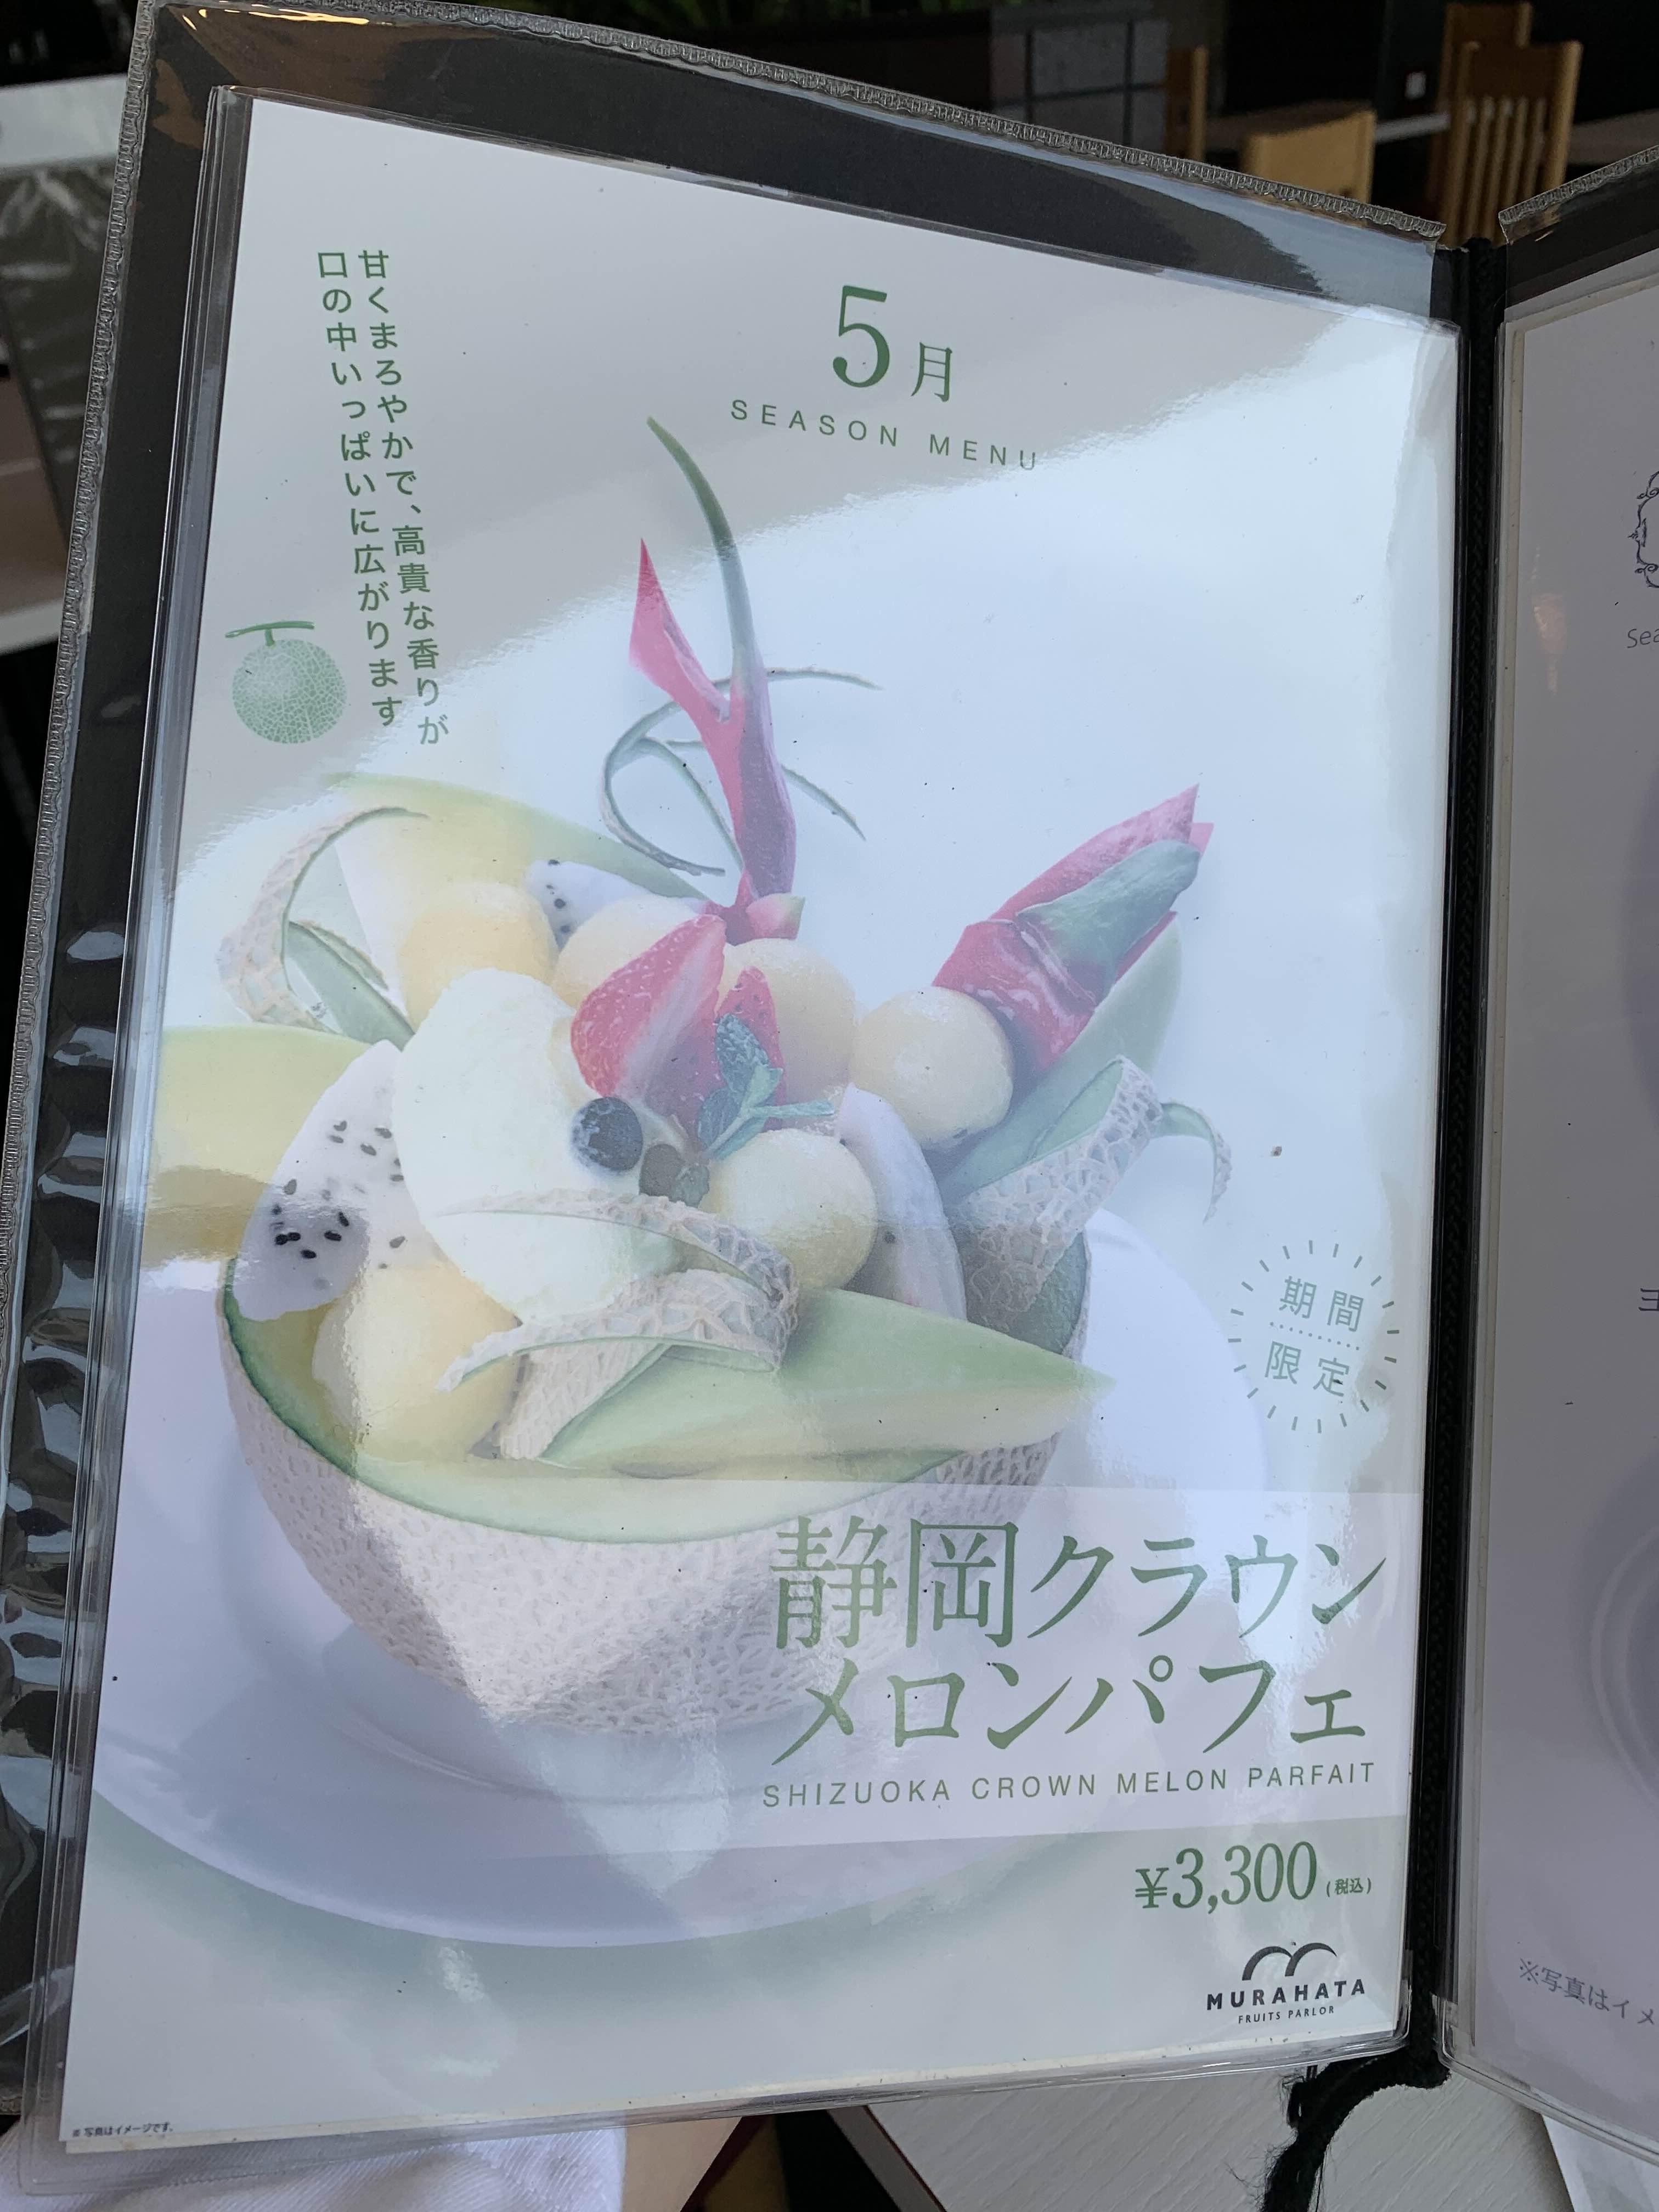 5月
SEASON MENU
甘くまろやかで、高貴な香りが
口の中いっぱいに広がります
期間
限定
静岡クラウン
メロンパフェ
SHIZUOKA CROWN MELON PARFAIT
¥3,300(税込)
MURAHATA
FRUITS PARLOR
※写真はイメージです。
sea
※写真はイメ